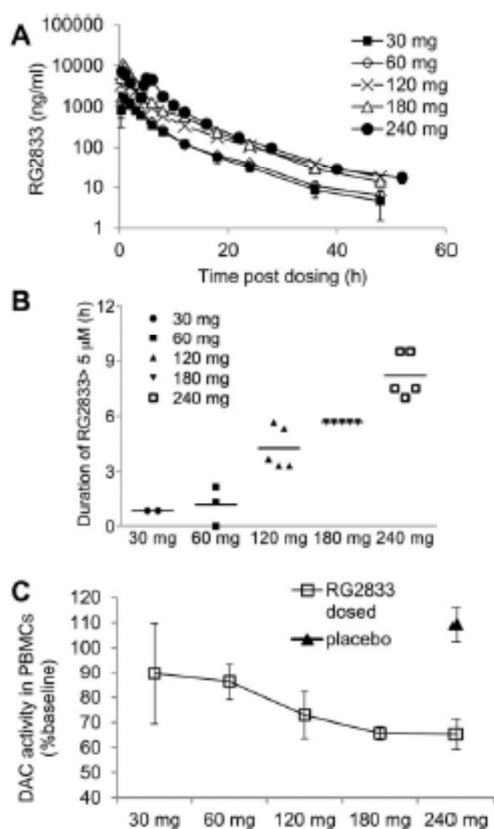 A
100000
10000
1000
100
10
1
RG2833 (ng/ml)
30 mg
60 mg
120 mg
180 mg
240 mg
0 20 40 60
Time post dosing (h)
B
12
9
6
3
0
Duration of RG2833> 5 µM (h)
30 mg
60 mg
120 mg
180 mg
240 mg
30 mg 60 mg 120 mg 180 mg 240 mg
C
120
110
100
90
80
70
60
50
40
DAC activity in PBMCs
(%baseline)
RG2833
dosed
placebo
30 mg 60 mg 120 mg 180 mg 240 mg